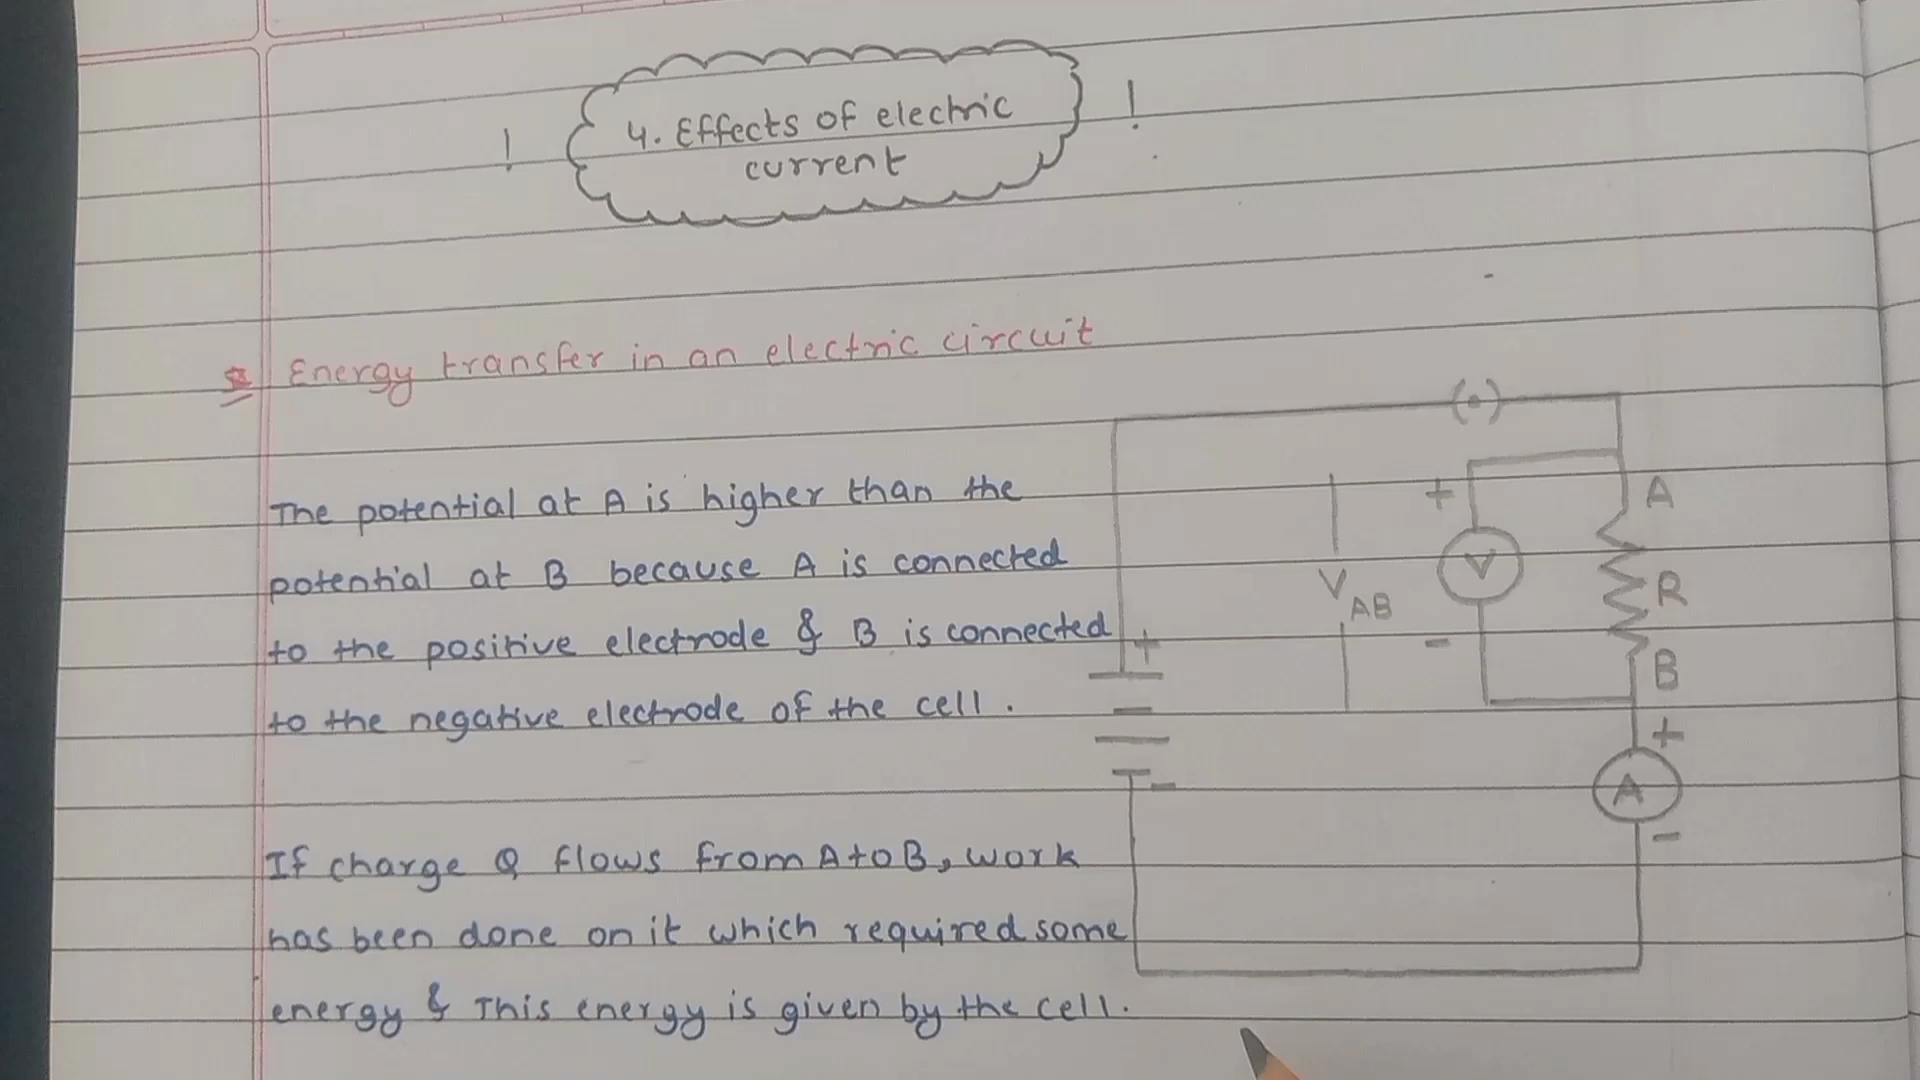 4. Effects of electric
current
!
!
Energy transfer in an electric circuit
The potential at A is higher than the
potential at B because A is connected
to the positive electrode & B is connected
to the negative electrode of the cell.
If charge Q flows from A to B, work
has been done on it which required some
energy & This energy is given by the cell.
(•)
+
A
V
R
VAB
-
B
+
A
-
+
-